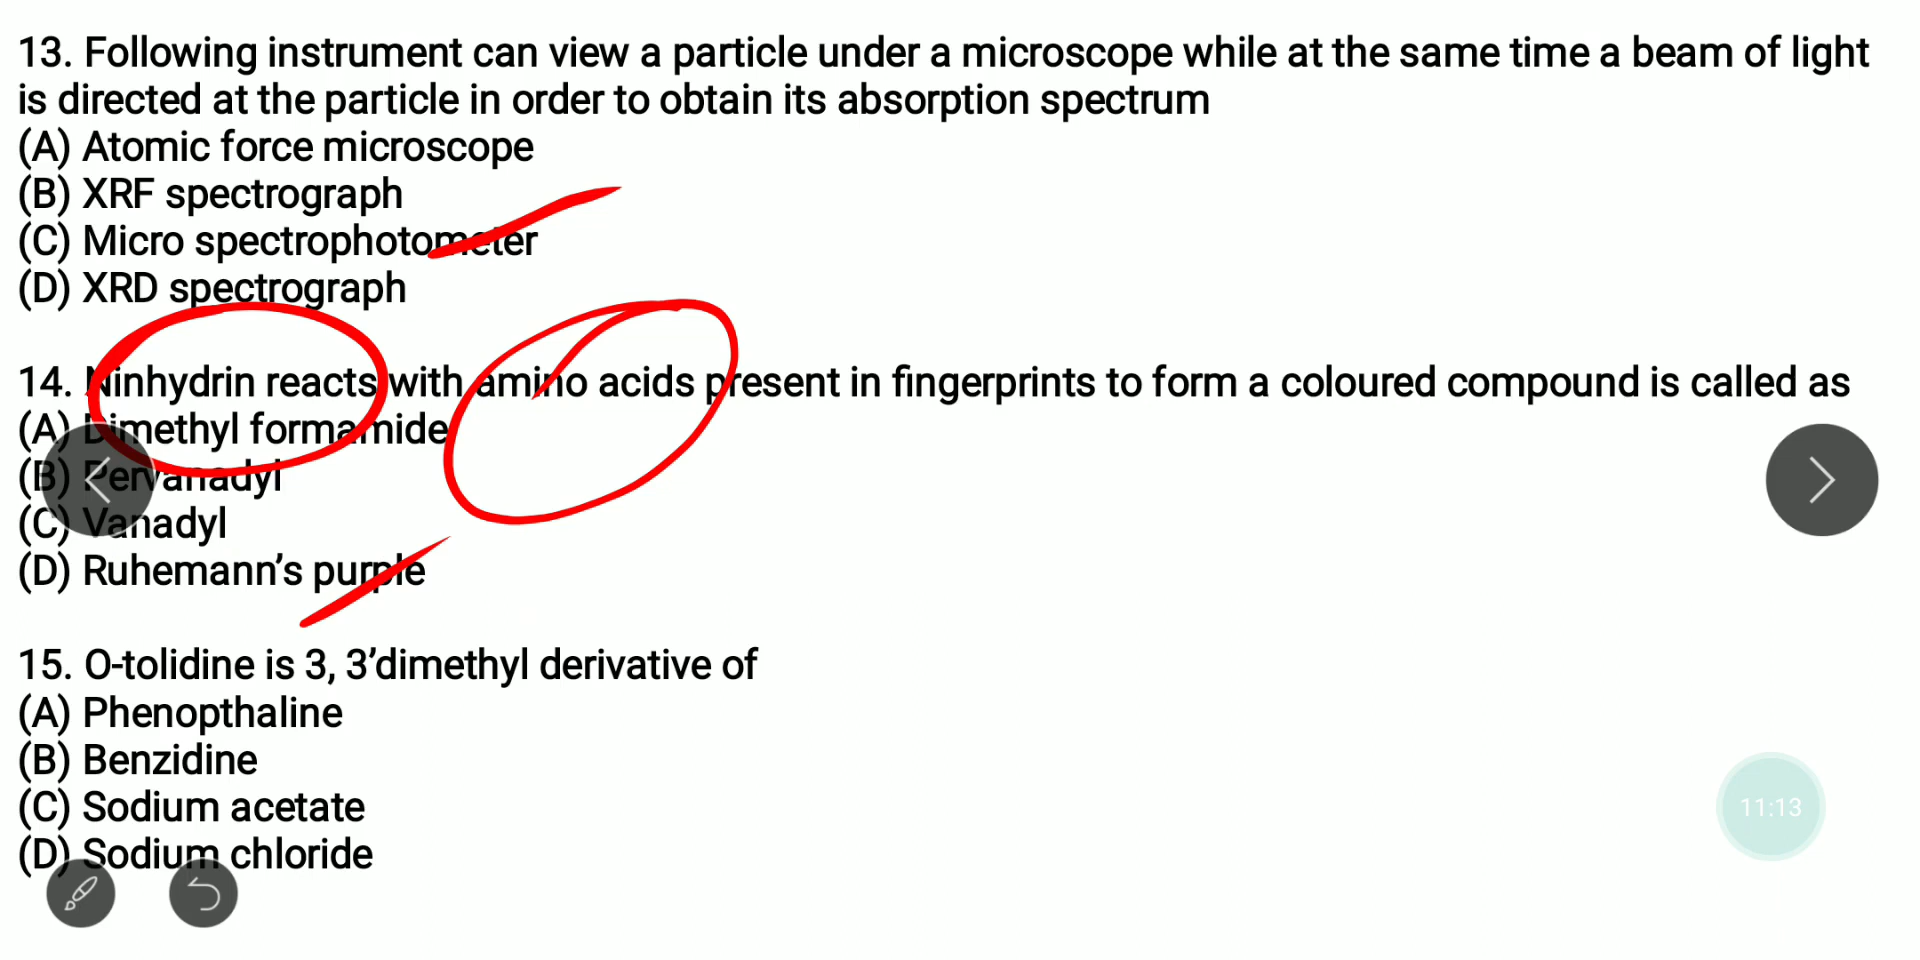 13. Following instrument can view a particle under a microscope while at the same time a beam of light
is directed at the particle in order to obtain its absorption spectrum
(A) Atomic force microscope
(B) XRF spectrograph
(C) Micro spectrophotometer
(D) XRD spectrograph
14. Ninhydrin reacts with amino acids present in fingerprints to form a coloured compound is called as
(A) Dimethyl formamide
(B) Pervanadyl
(C) Vanadyl
(D) Ruhemann’s purple
15. O-tolidine is 3, 3’dimethyl derivative of
(A) Phenopthaline
(B) Benzidine
(C) Sodium acetate
11:13
(D) Sodium chloride